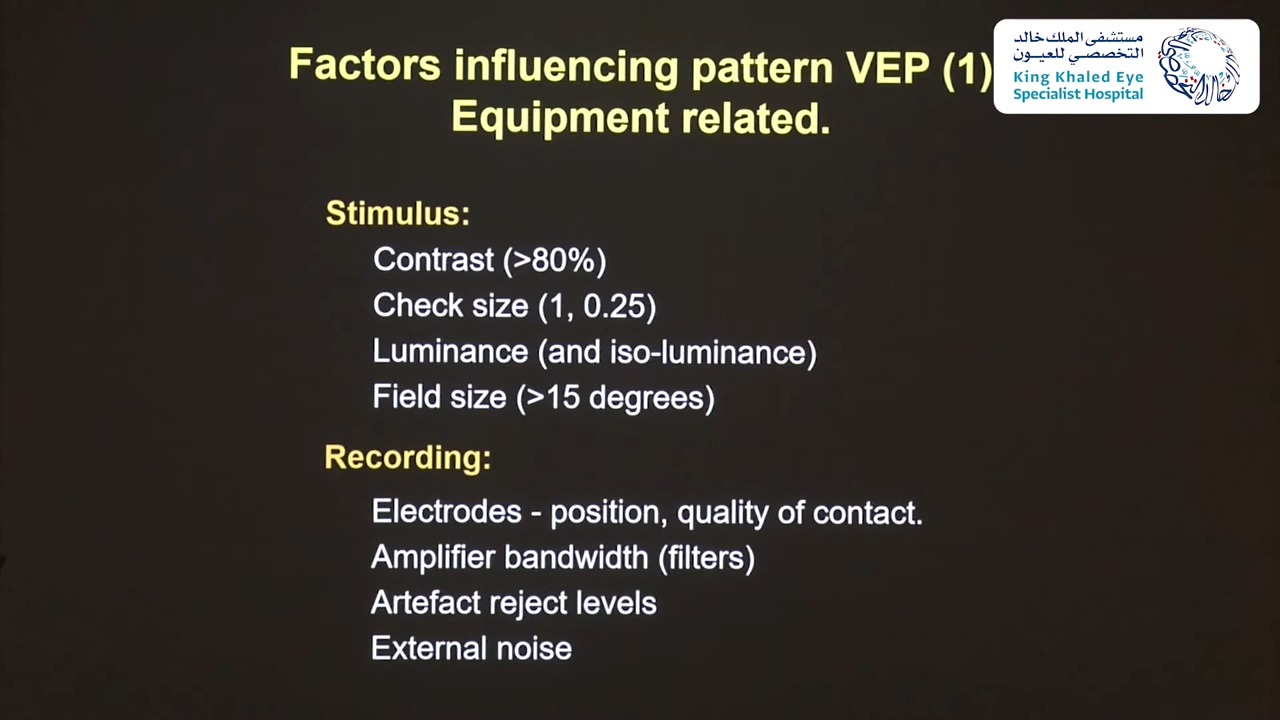 Factors influencing pattern VEP (1)
Equipment related.
مستشفى الملك خالد
التخصصي للعيون
King Khaled Eye
Specialist Hospital
Stimulus:
Contrast (>80%)
Check size (1, 0.25)
Luminance (and iso-luminance)
Field size (>15 degrees)
Recording:
Electrodes - position, quality of contact.
Amplifier bandwidth (filters)
Artefact reject levels
External noise